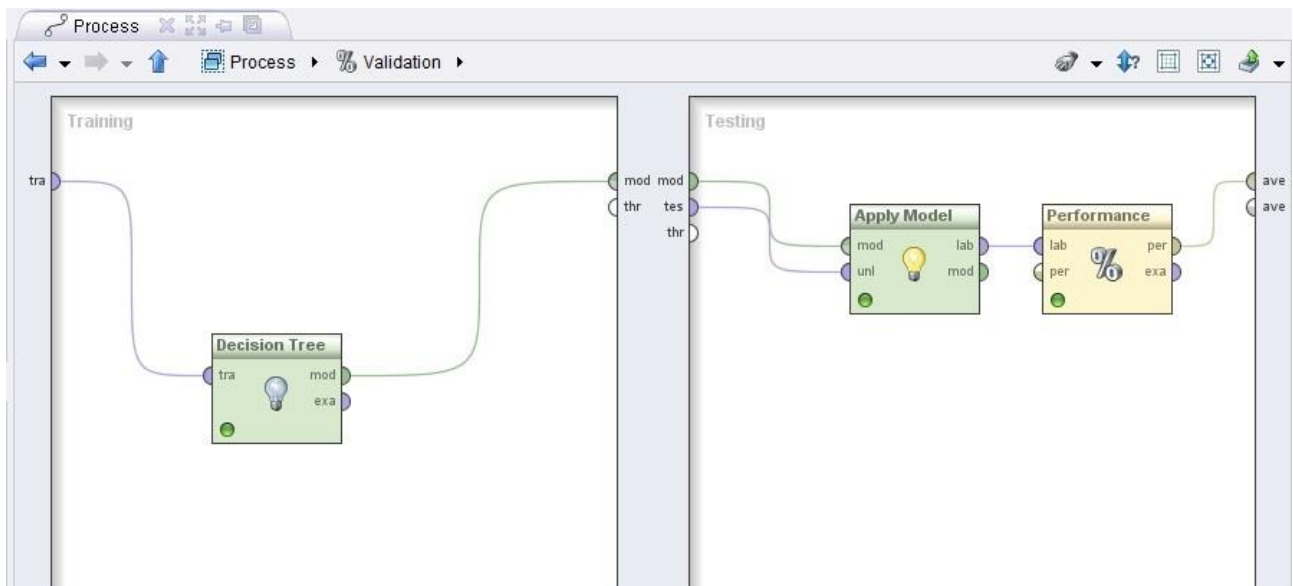 Process
Process Validation
Training
Testing
tra
mod
thr
mod
tes
thr
Decision Tree
tra mod
exa
Apply Model
mod lab
unl mod
Performance
lab per
per exa
%
ave
ave